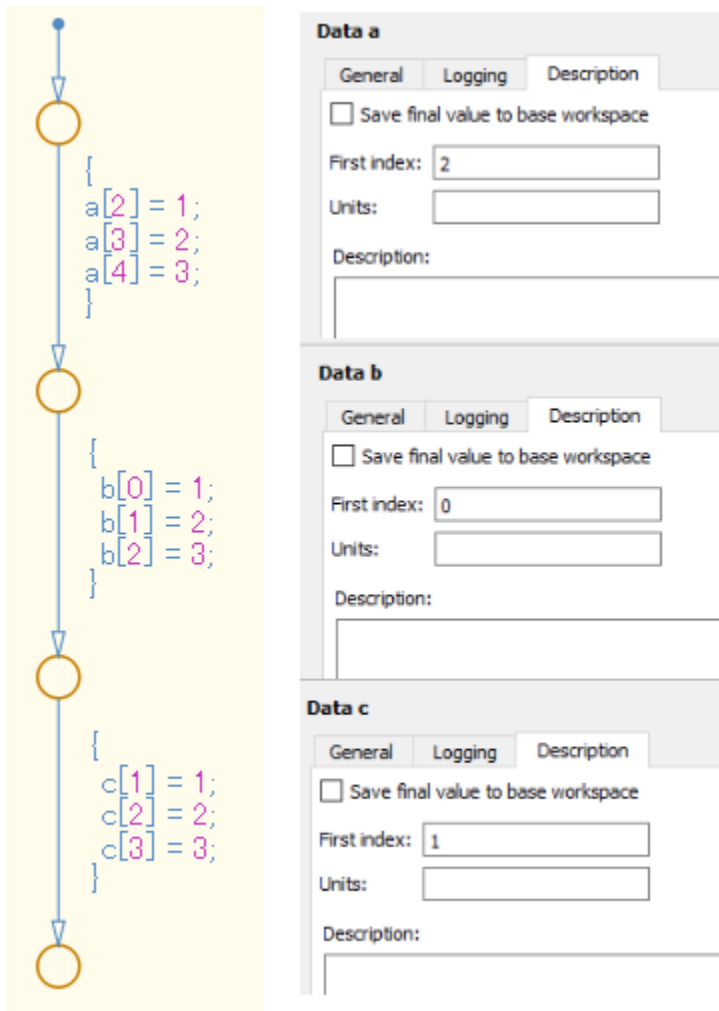 {
a[2] = 1;
a[3] = 2;
a[4] = 3;
}
{
b[0] = 1;
b[1] = 2;
b[2] = 3;
}
{
c[1] = 1;
c[2] = 2;
c[3] = 3;
}
Data a
General Logging Description
Save final value to base workspace
First index: 2
Units:
Description:
Data b
General Logging Description
Save final value to base workspace
First index: 0
Units:
Description:
Data c
General Logging Description
Save final value to base workspace
First index: 1
Units:
Description: